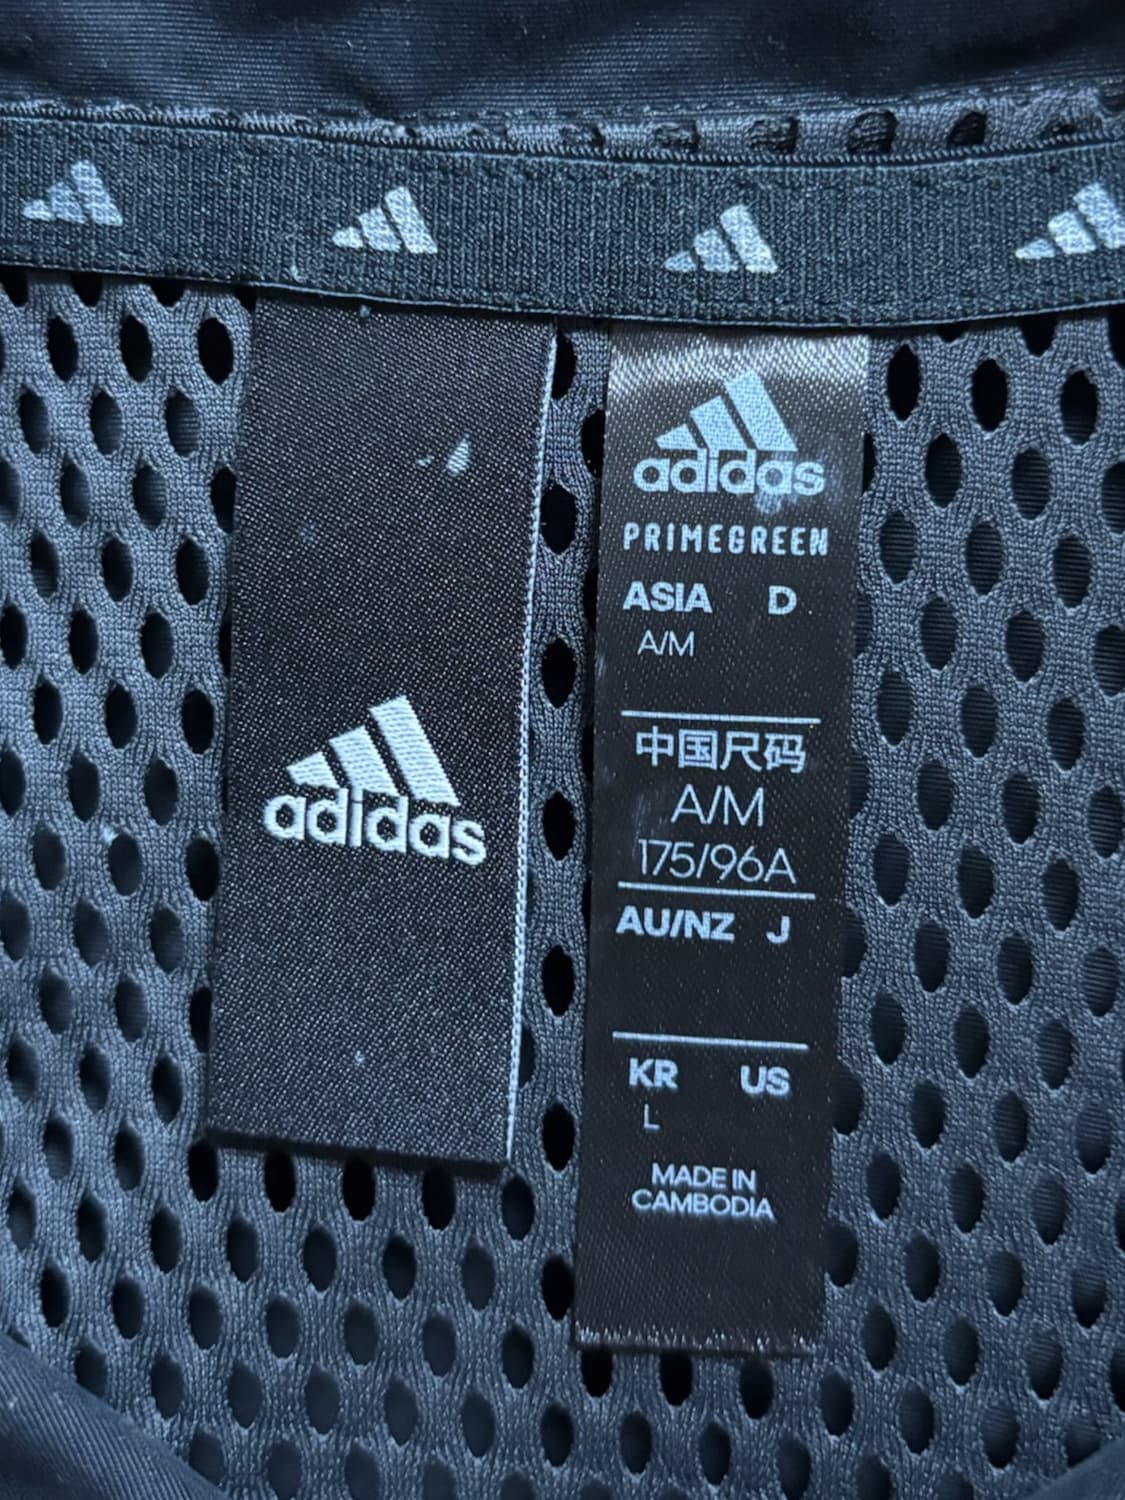 adidas
adidas
PRIMEGREEN
ASIA D
A/M
中国尺码
A/M
175/96A
AU/NZ J
KR US
L
MADE IN
CAMBODIA